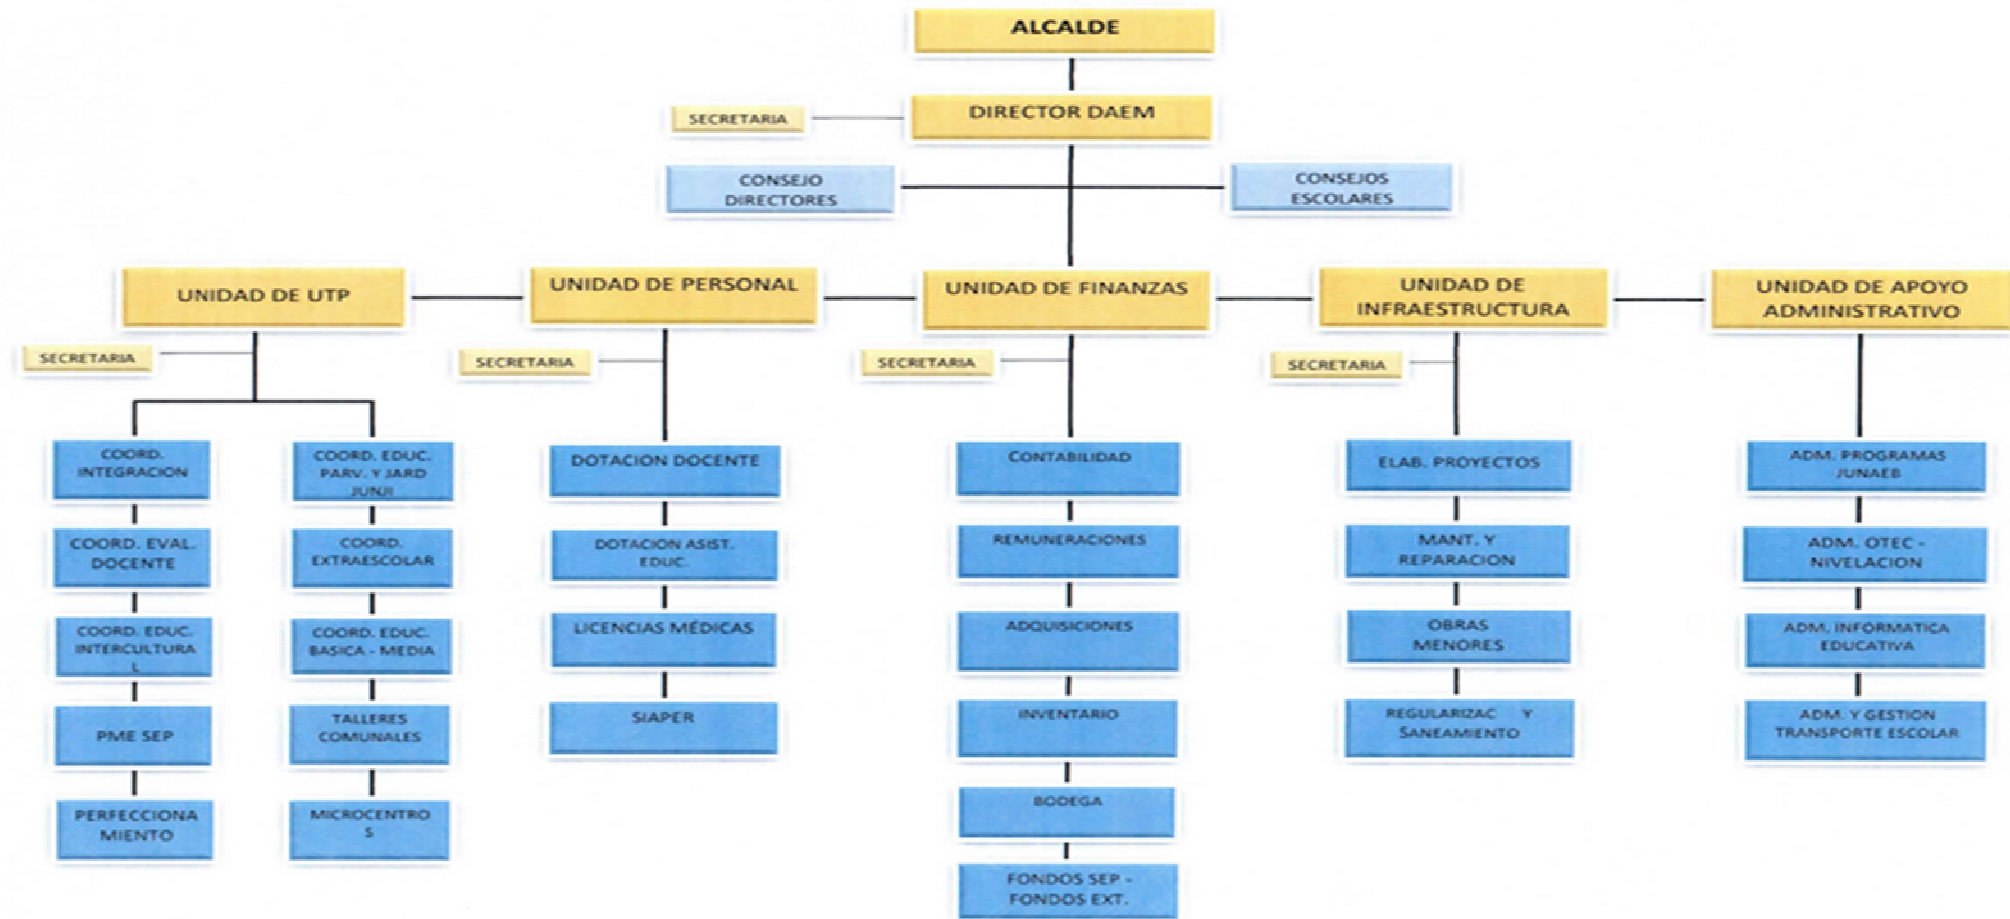 ALCALDE
DIRECTOR DAEM
SECRETARIA
CONSEJO
DIRECTORES
CONSEJOS
ESCOLARES
UNIDAD DE UTP
UNIDAD DE PERSONAL
UNIDAD DE FINANZAS
UNIDAD DE
INFRAESTRUCTURA
UNIDAD DE APOYO
ADMINISTRATIVO
SECRETARIA
SECRETARIA
SECRETARIA
SECRETARIA
COORD.
INTEGRACION
COORD. EVAL.
DOCENTE
COORD. EDUC.
INTERCULTURA
L
PME SEP
PERFECCIONA
MIENTO
COORD. EDUC.
PARV. Y JARD
JUNJI
COORD.
EXTRAESCOLAR
COORD. EDUC.
BASICA - MEDIA
TALLERES
COMUNALES
MICROCENTRO
S
DOTACION DOCENTE
DOTACION ASIST.
EDUC.
LICENCIAS MÉDICAS
SIAPER
CONTABILIDAD
REMUNERACIONES
ADQUISICIONES
INVENTARIO
BODEGA
FONDOS SEP -
FONDOS EXT.
ELAB. PROYECTOS
MANT. Y
REPARACION
OBRAS
MENORES
REGULARIZAC Y
SANEAMIENTO
ADM. PROGRAMAS
JUNAEB
ADM. OTEC -
NIVELACION
ADM. INFORMATICA
EDUCATIVA
ADM. Y GESTION
TRANSPORTE ESCOLAR